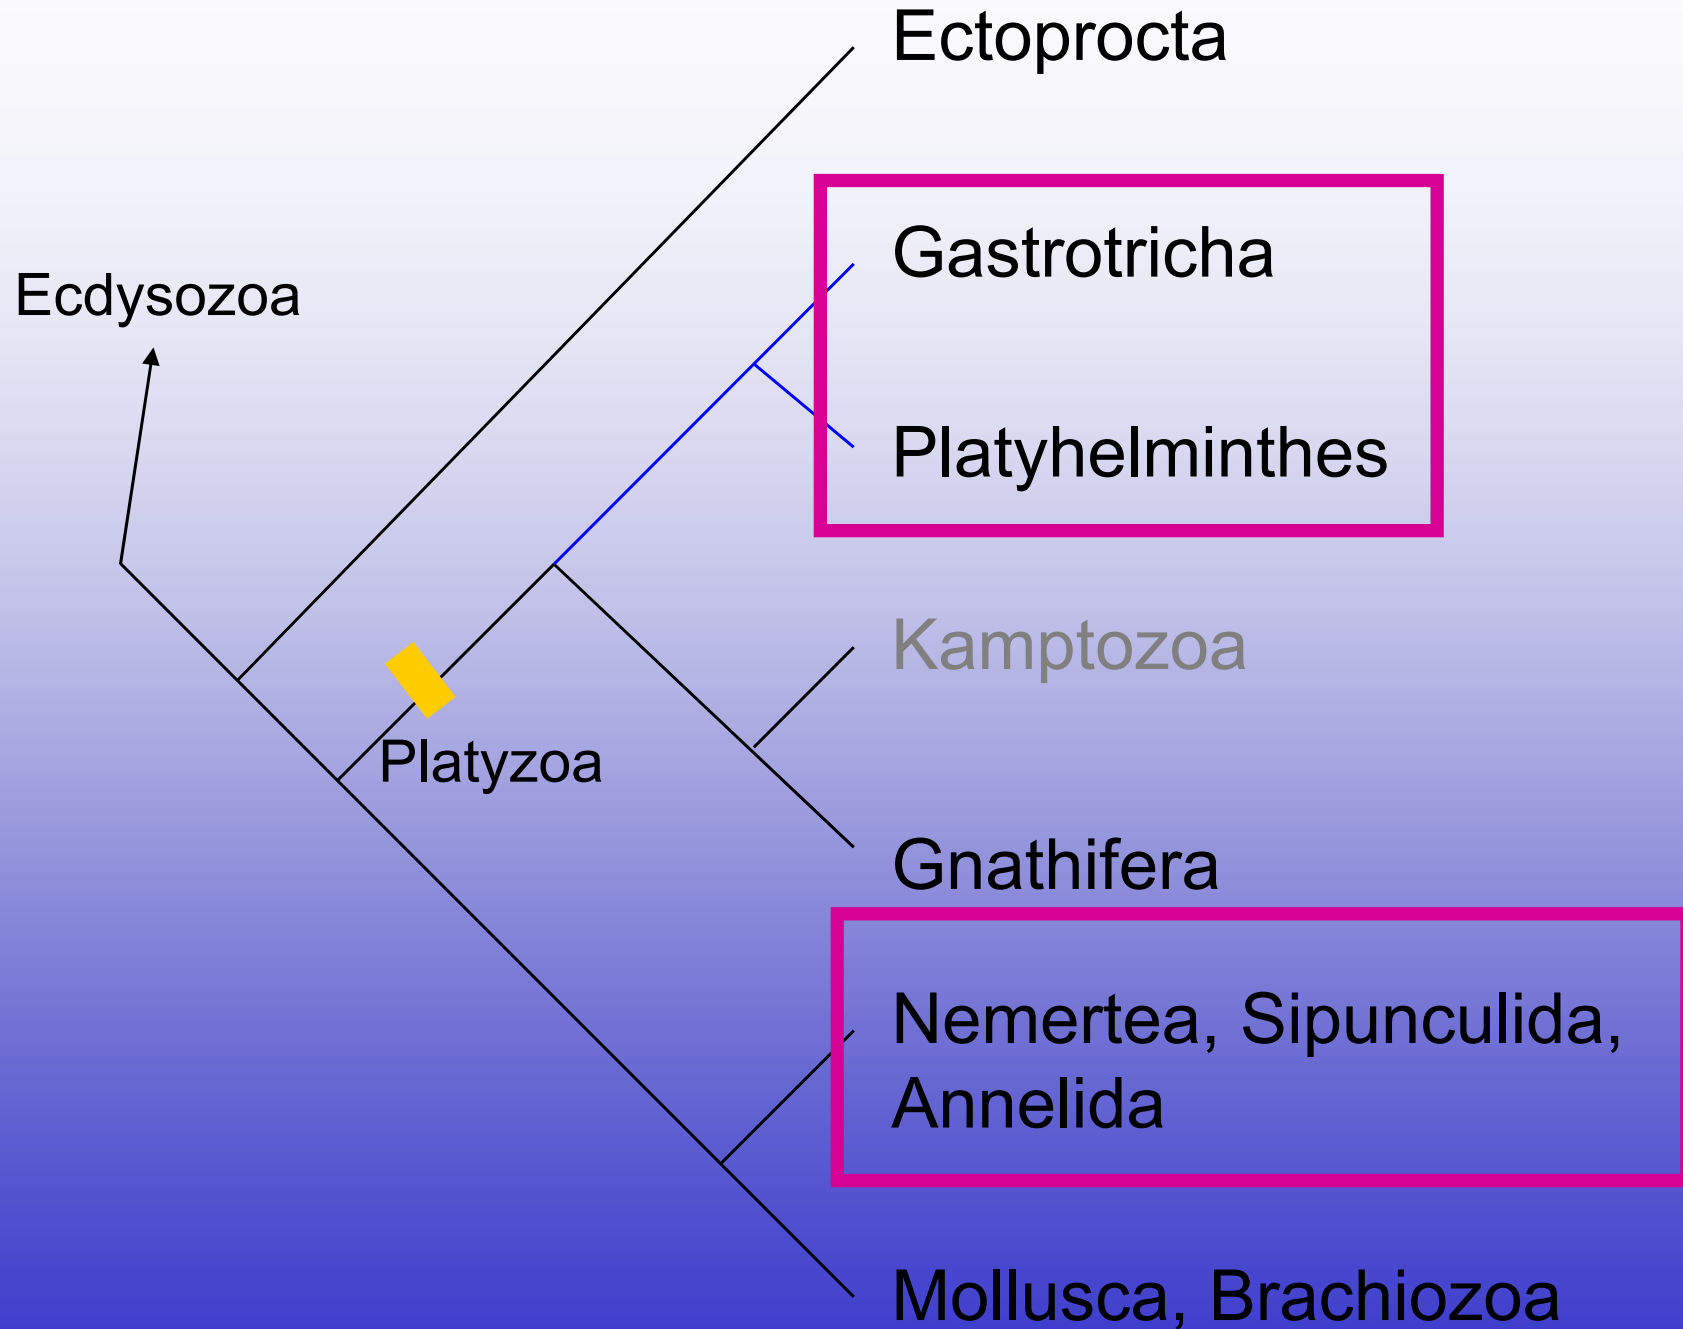 Ectoprocta
Gastrotricha
Ecdysozoa
Platyhelminthes
Kamptozoa
Platyzoa
Gnathifera
Nemertea, Sipunculida,
Annelida
Mollusca, Brachiozoa